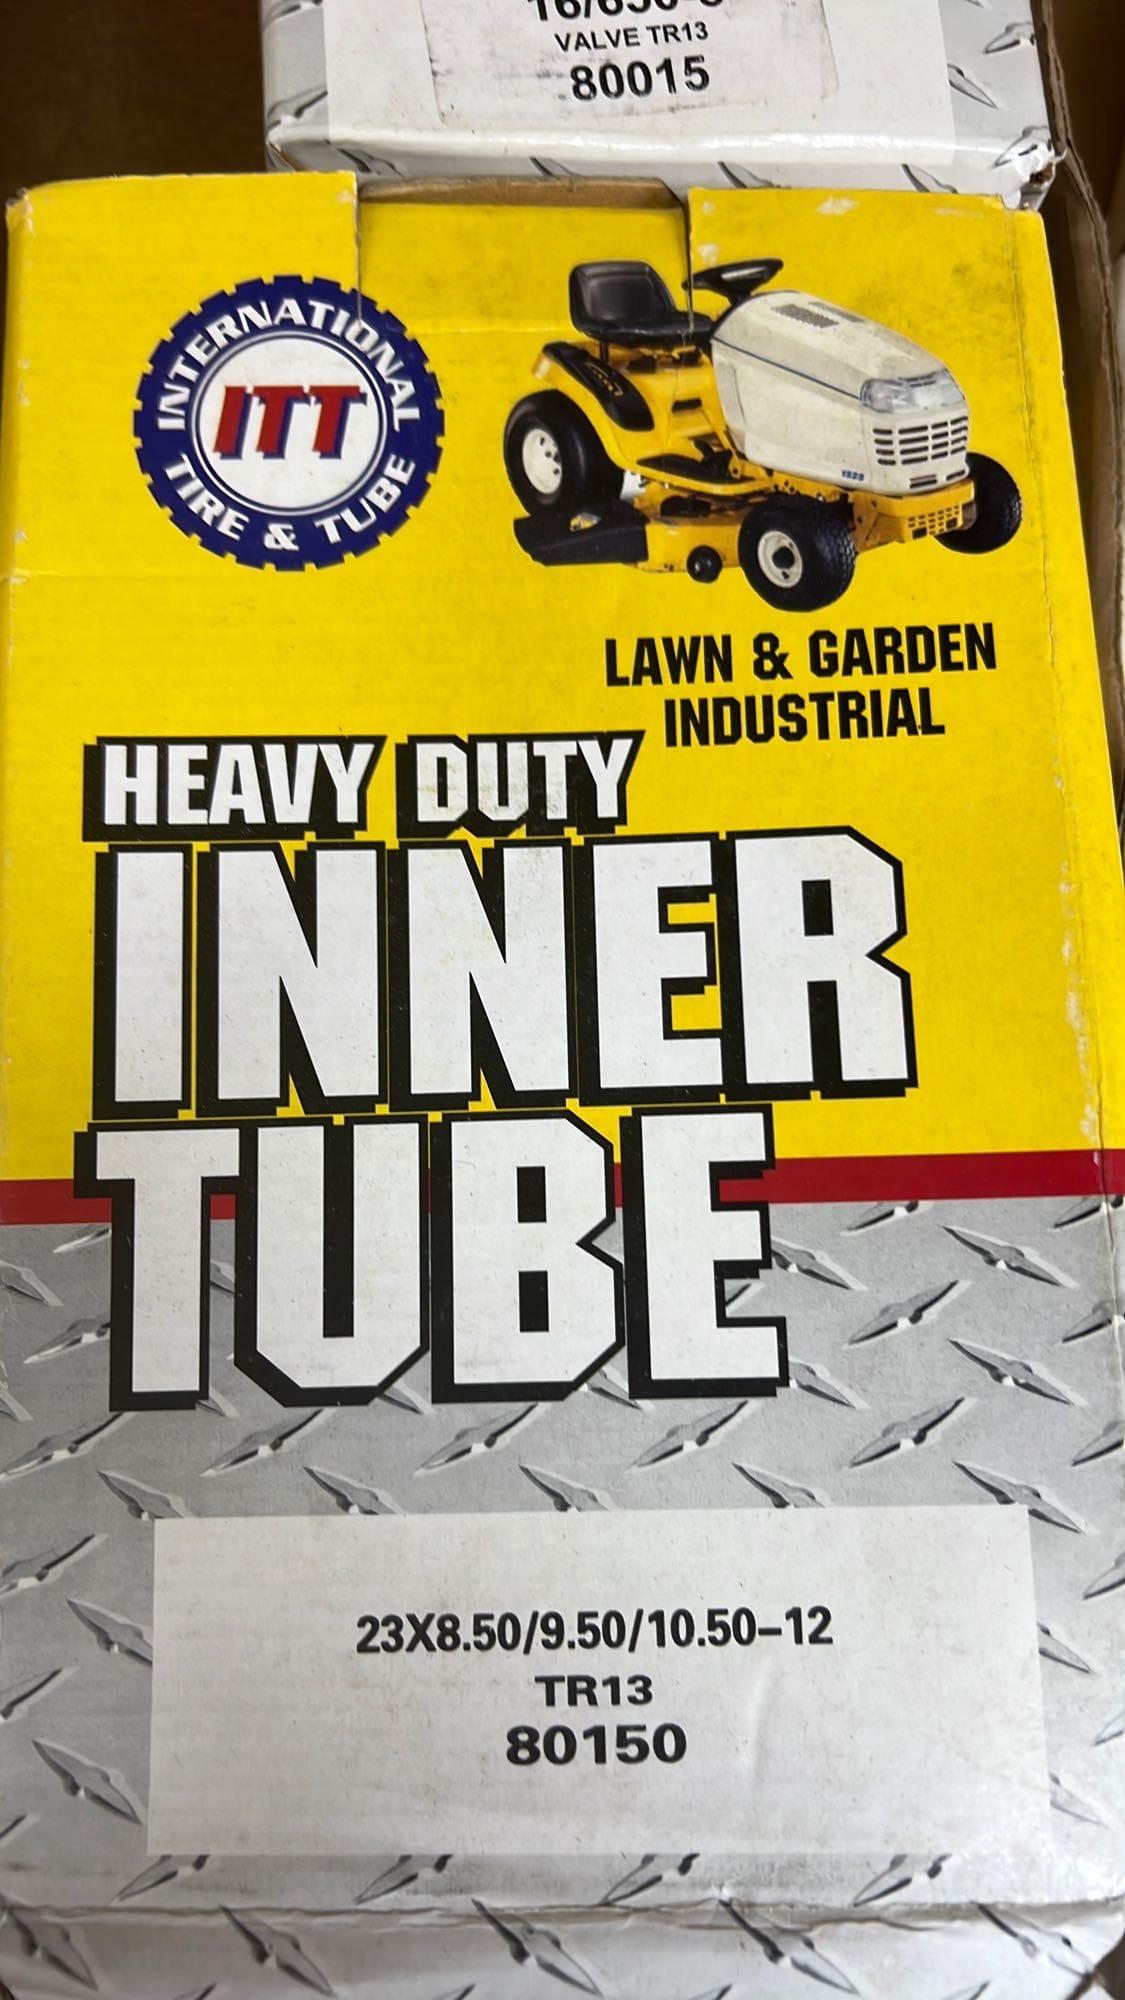 VALVE TR13
80015
INTERNATIONAL
ITT
TIRE & TUBE
LAWN & GARDEN
INDUSTRIAL
HEAVY DUTY
INNER
TUBE
23X8.50/9.50/10.50-12
TR13
80150